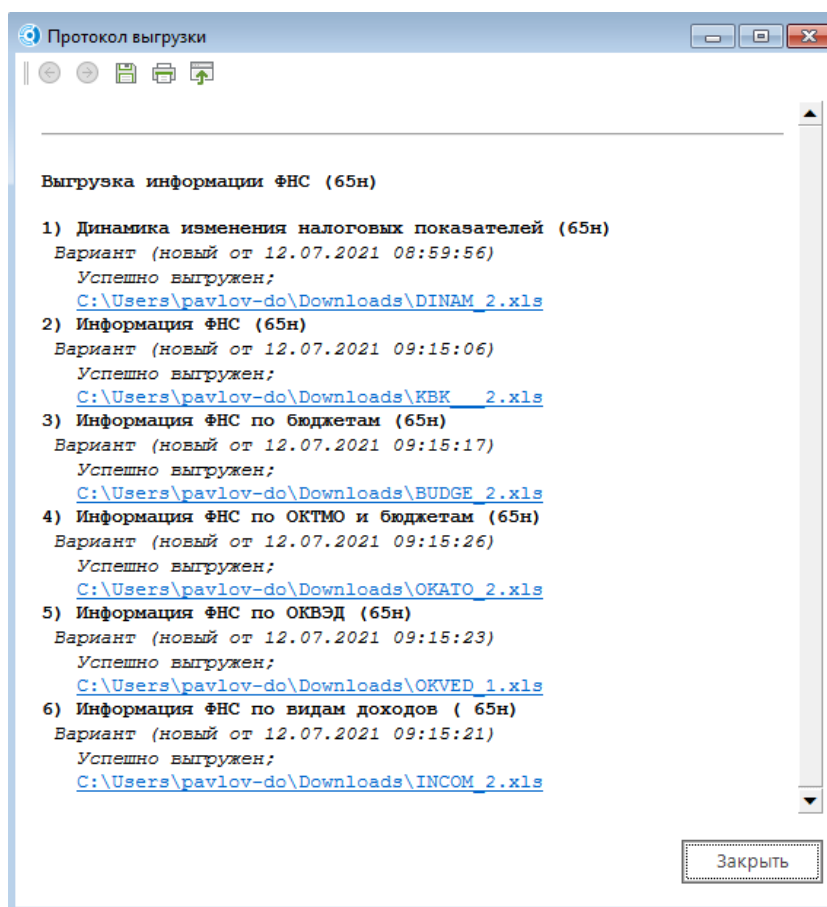 Протокол выгрузки
Выгрузка информации ФНС (65н)
1) Динамика изменения налоговых показателей (65н)
Вариант (новый от 12.07.2021 08:59:56)
Успешно выгружен;
C:\Users\pavlov-do\Downloads\DINAM_2.xls
2) Информация ФНС (65н)
Вариант (новый от 12.07.2021 09:15:06)
Успешно выгружен;
C:\Users\pavlov-do\Downloads\KBK___2.xls
3) Информация ФНС по бюджетам (65н)
Вариант (новый от 12.07.2021 09:15:17)
Успешно выгружен;
C:\Users\pavlov-do\Downloads\BUDGE_2.xls
4) Информация ФНС по ОКТМО и бюджетам (65н)
Вариант (новый от 12.07.2021 09:15:26)
Успешно выгружен;
C:\Users\pavlov-do\Downloads\OKATO_2.xls
5) Информация ФНС по ОКВЭД (65н)
Вариант (новый от 12.07.2021 09:15:23)
Успешно выгружен;
C:\Users\pavlov-do\Downloads\OKVED_1.xls
6) Информация ФНС по видам доходов ( 65н)
Вариант (новый от 12.07.2021 09:15:21)
Успешно выгружен;
C:\Users\pavlov-do\Downloads\INCOM_2.xls
Закрыть